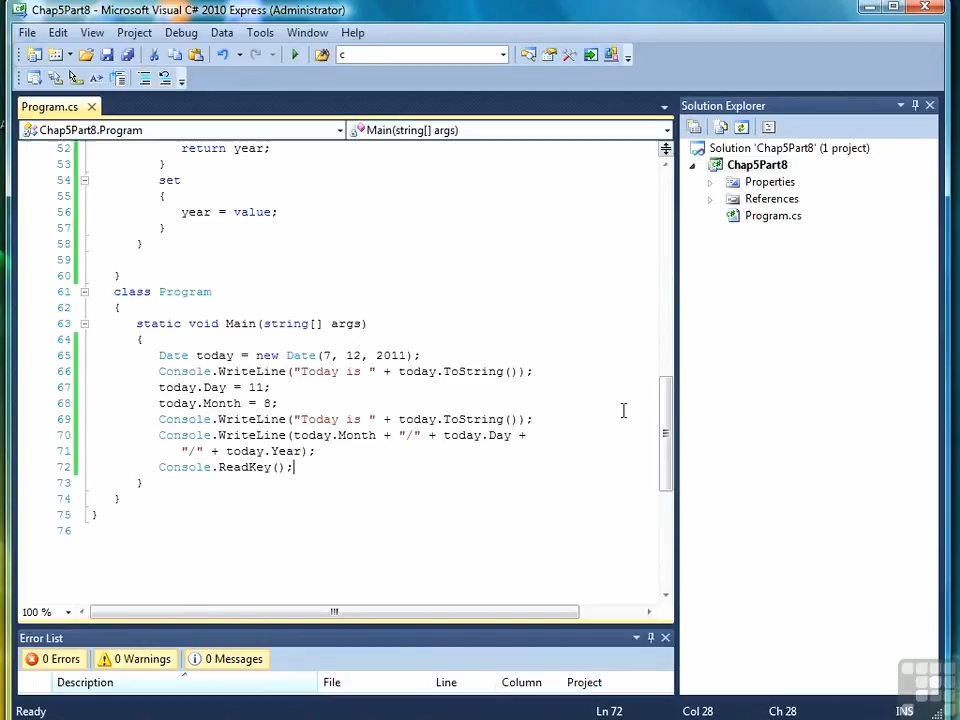 Chap5Part8 - Microsoft Visual C# 2010 Express (Administrator)
File Edit View Project Debug Data Tools Window Help
c
Program.cs
Solution Explorer
Chap5Part8.Program
Main(string[] args)
Solution 'Chap5Part8' (1 project)
Chap5Part8
Properties
References
Program.cs
52 return year;
53 }
54 set
55 {
56 year = value;
57 }
58 }
59
60 }
61 class Program
62 {
63 static void Main(string[] args)
64 {
65 Date today = new Date(7, 12, 2011);
66 Console.WriteLine("Today is " + today.ToString());
67 today.Day = 11;
68 today.Month = 8;
69 Console.WriteLine("Today is " + today.ToString());
70 Console.WriteLine(today.Month + "/" + today.Day +
71 "/" + today.Year);
72 Console.ReadKey();
73 }
74 }
75 }
76
100 %
Error List
0 Errors 0 Warnings 0 Messages
Description File Line Column Project
Ready Ln 72 Col 28 Ch 28 INS